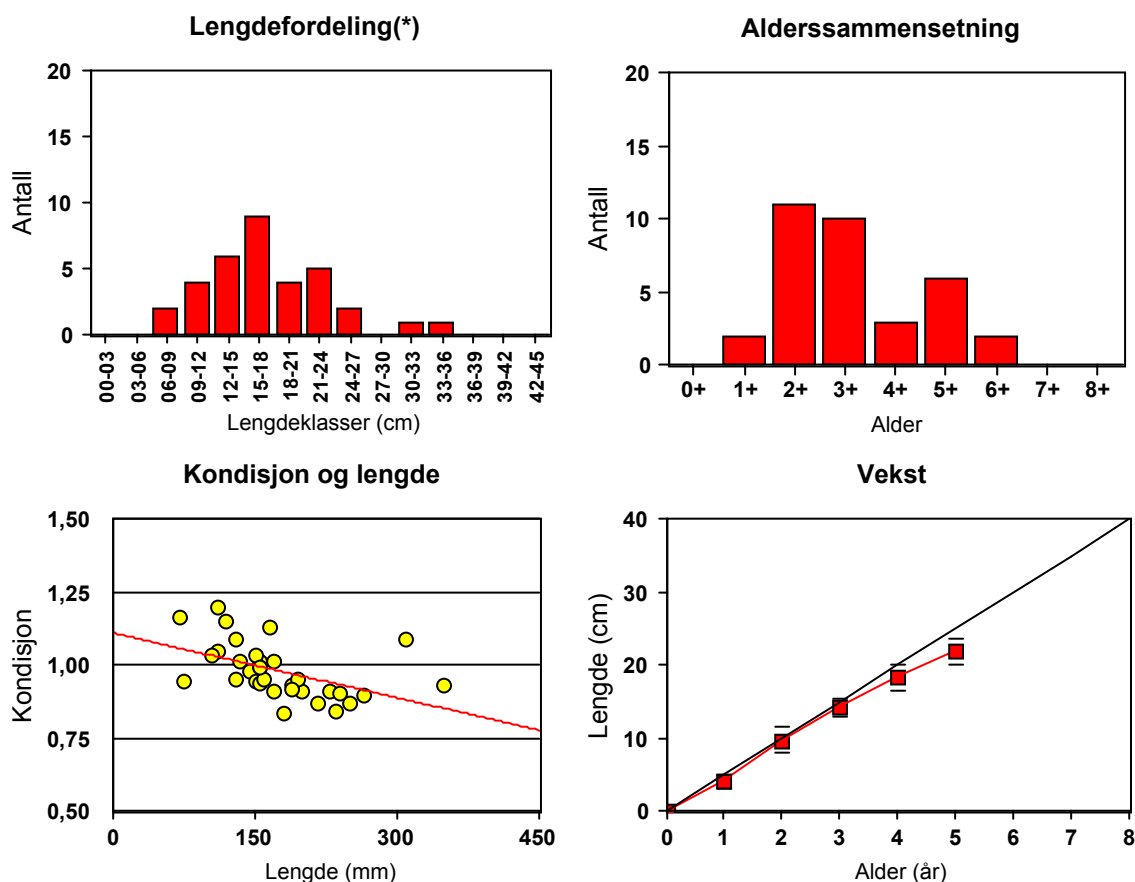 Lengdefordeling(*)
20
15
10
5
0
Antall
00-03
03-06
06-09
09-12
12-15
15-18
18-21
21-24
24-27
27-30
30-33
33-36
36-39
39-42
42-45
Lengdeklasser (cm)
Alderssammensetning
20
15
10
5
0
Antall
0+ 1+ 2+ 3+ 4+ 5+ 6+ 7+ 8+
Alder
Kondisjon og lengde
1,50
1,25
1,00
0,75
0,50
Kondisjon
0 150 300 450
Lengde (mm)
Vekst
40
30
20
10
0
Lengde (cm)
0 1 2 3 4 5 6 7 8
Alder (år)